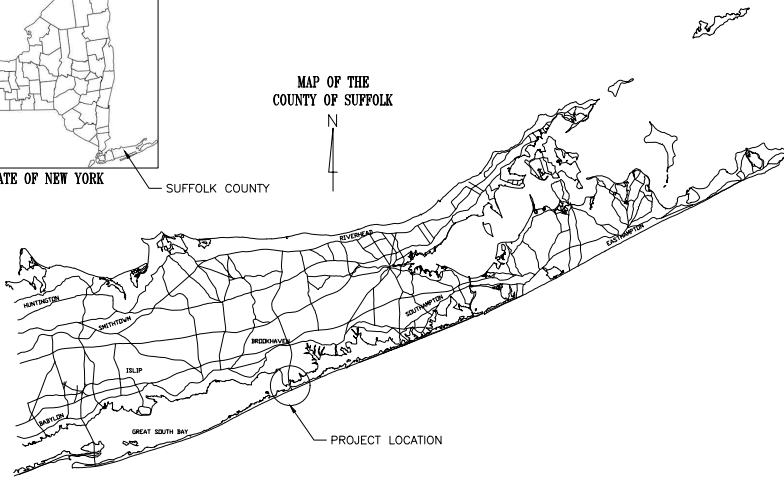 MAP OF THE
COUNTY OF SUFFOLK
N
ATE OF NEW YORK
SUFFOLK COUNTY
RIVERHEAD
EASTHAMPTON
HUNTINGTON
SOUTHAMPTON
SMITHTOWN
BROOKHAVEN
ISLIP
BABYLON
GREAT SOUTH BAY
PROJECT LOCATION